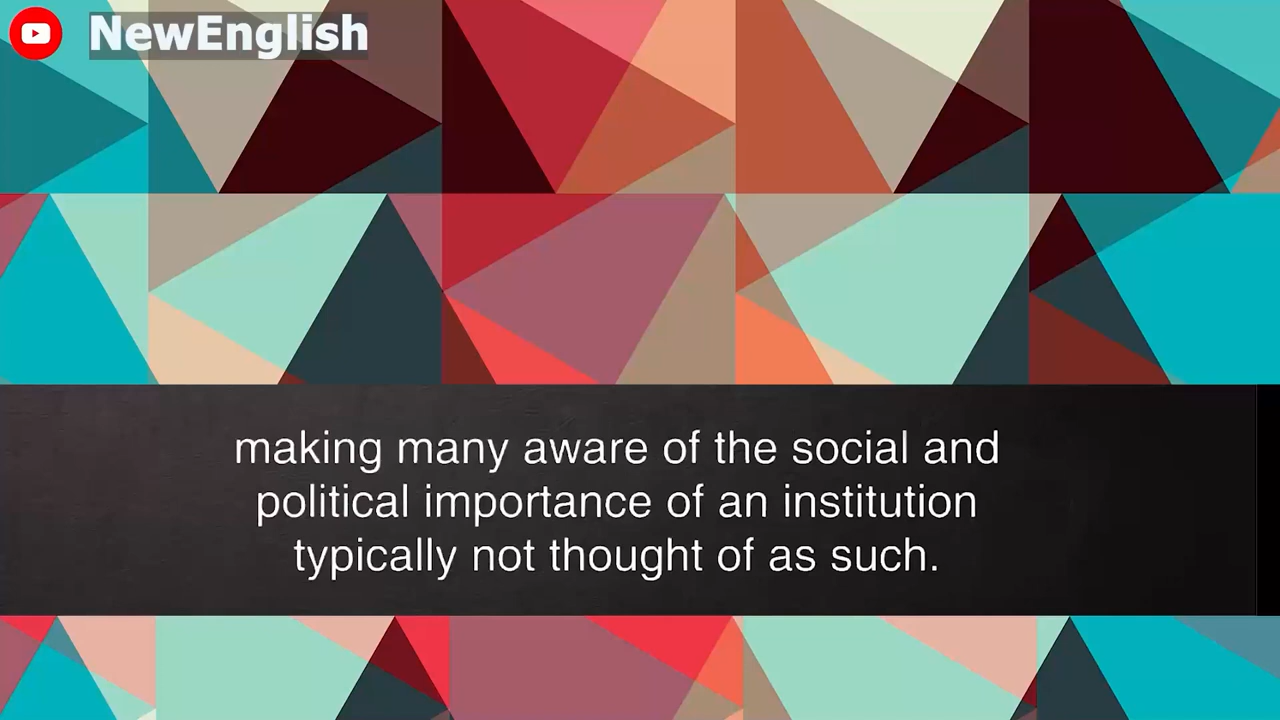 NewEnglish
making many aware of the social and
political importance of an institution
typically not thought of as such.